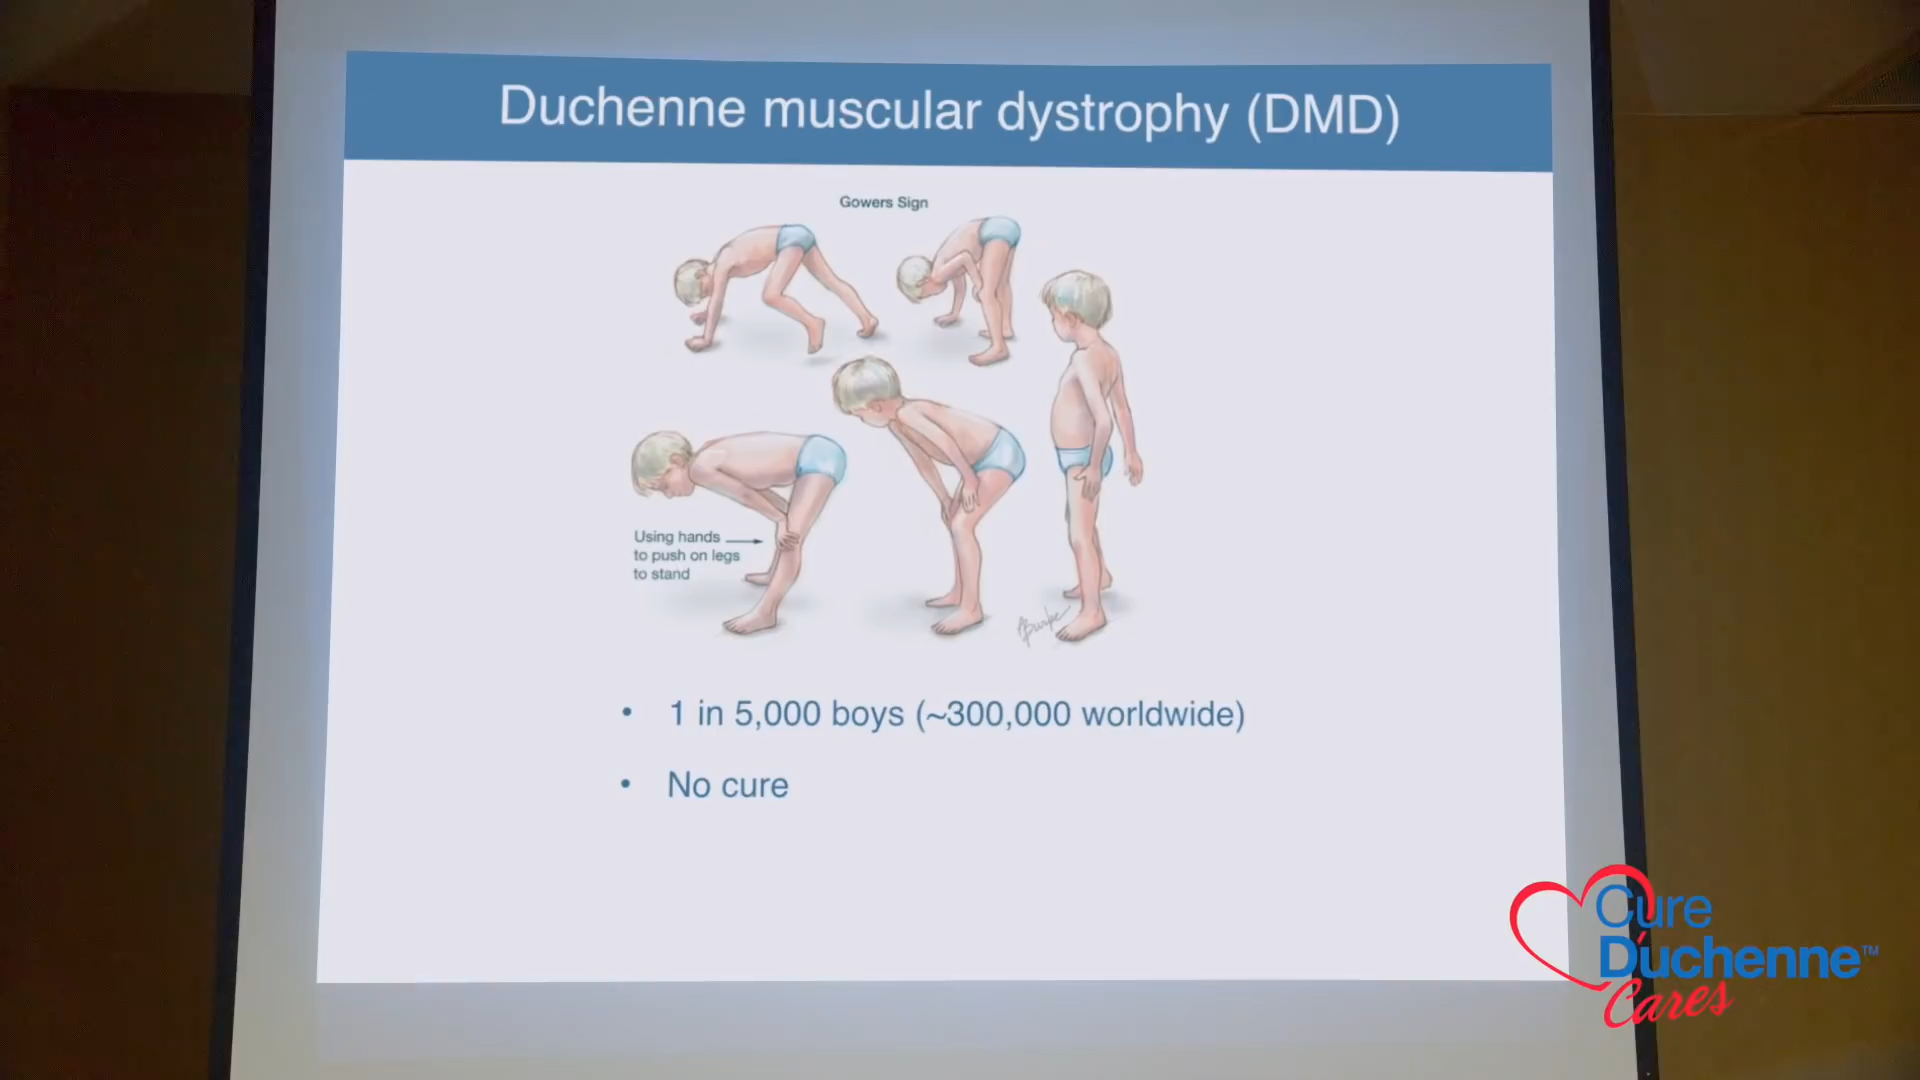 Duchenne muscular dystrophy (DMD)
Gowers Sign
Using hands
to push on legs
to stand
• 1 in 5,000 boys (~300,000 worldwide)
• No cure
Cure
Duchenne™
Cares